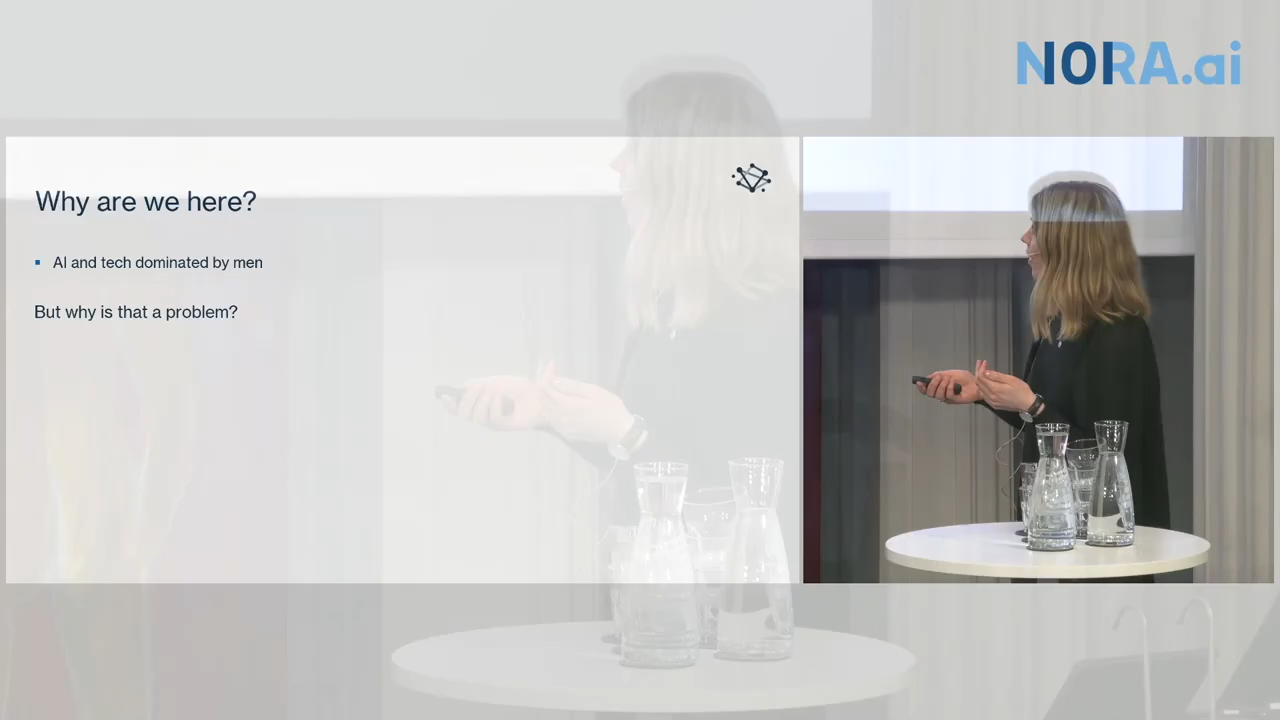 NORA.ai
Why are we here?
▪ AI and tech dominated by men
But why is that a problem?